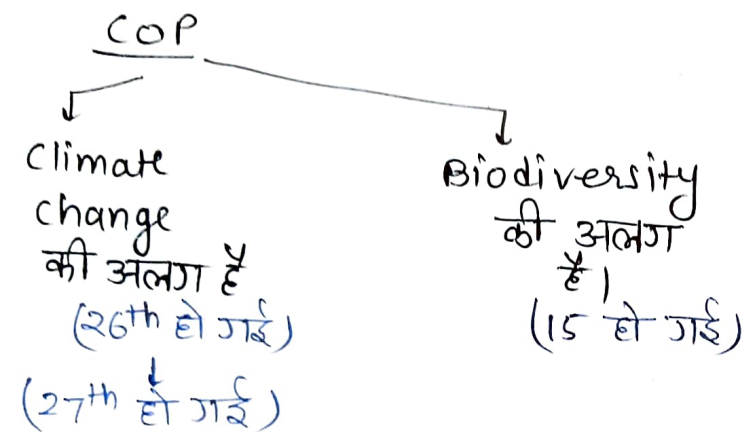 COP
Climate
change
की अलग है
(26th हो गई)
(27th हो गई)
Biodiversity
की अलग
है।
(15 हो गई)